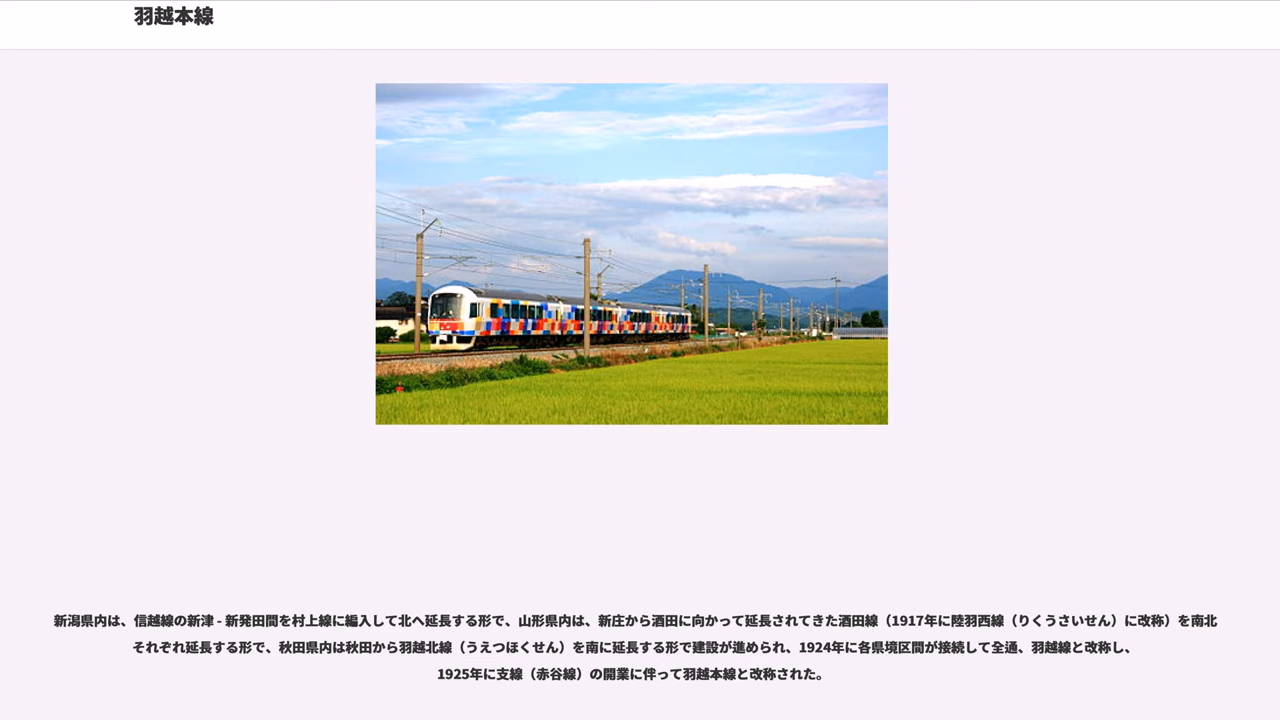 羽越本線
新潟県内は、信越線の新津 - 新発田間を村上線に編入して北へ延長する形で、山形県内は、新庄から酒田に向かって延長されてきた酒田線（1917年に陸羽西線（りくうさいせん）に改称）を南北
それぞれ延長する形で、秋田県内は秋田から羽越北線（うえつほくせん）を南に延長する形で建設が進められ、1924年に各県境区間が接続して全通、羽越線と改称し、
1925年に支線（赤谷線）の開業に伴って羽越本線と改称された。